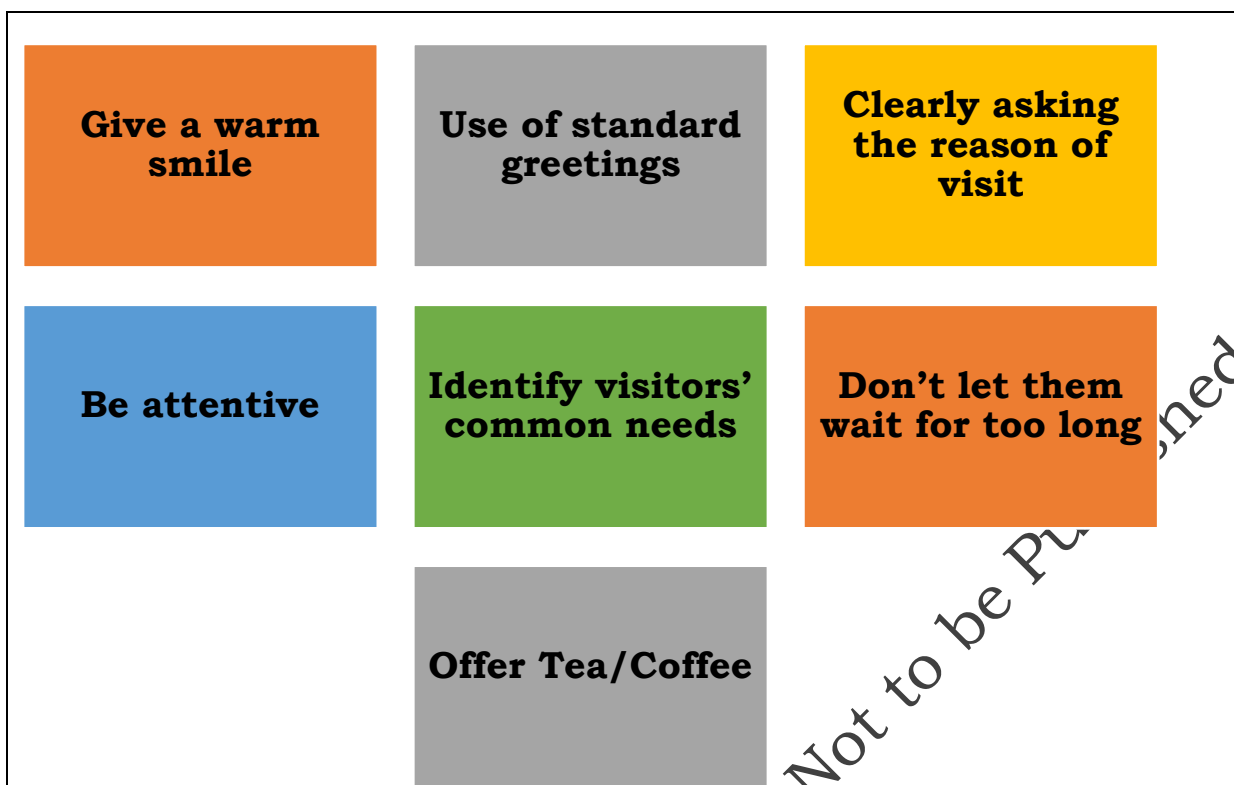 Give a warm
smile
Use of standard
greetings
Clearly asking
the reason of
visit
Be attentive
Identify visitors’
common needs
Don’t let them
wait for too long
Offer Tea/Coffee
Not to be